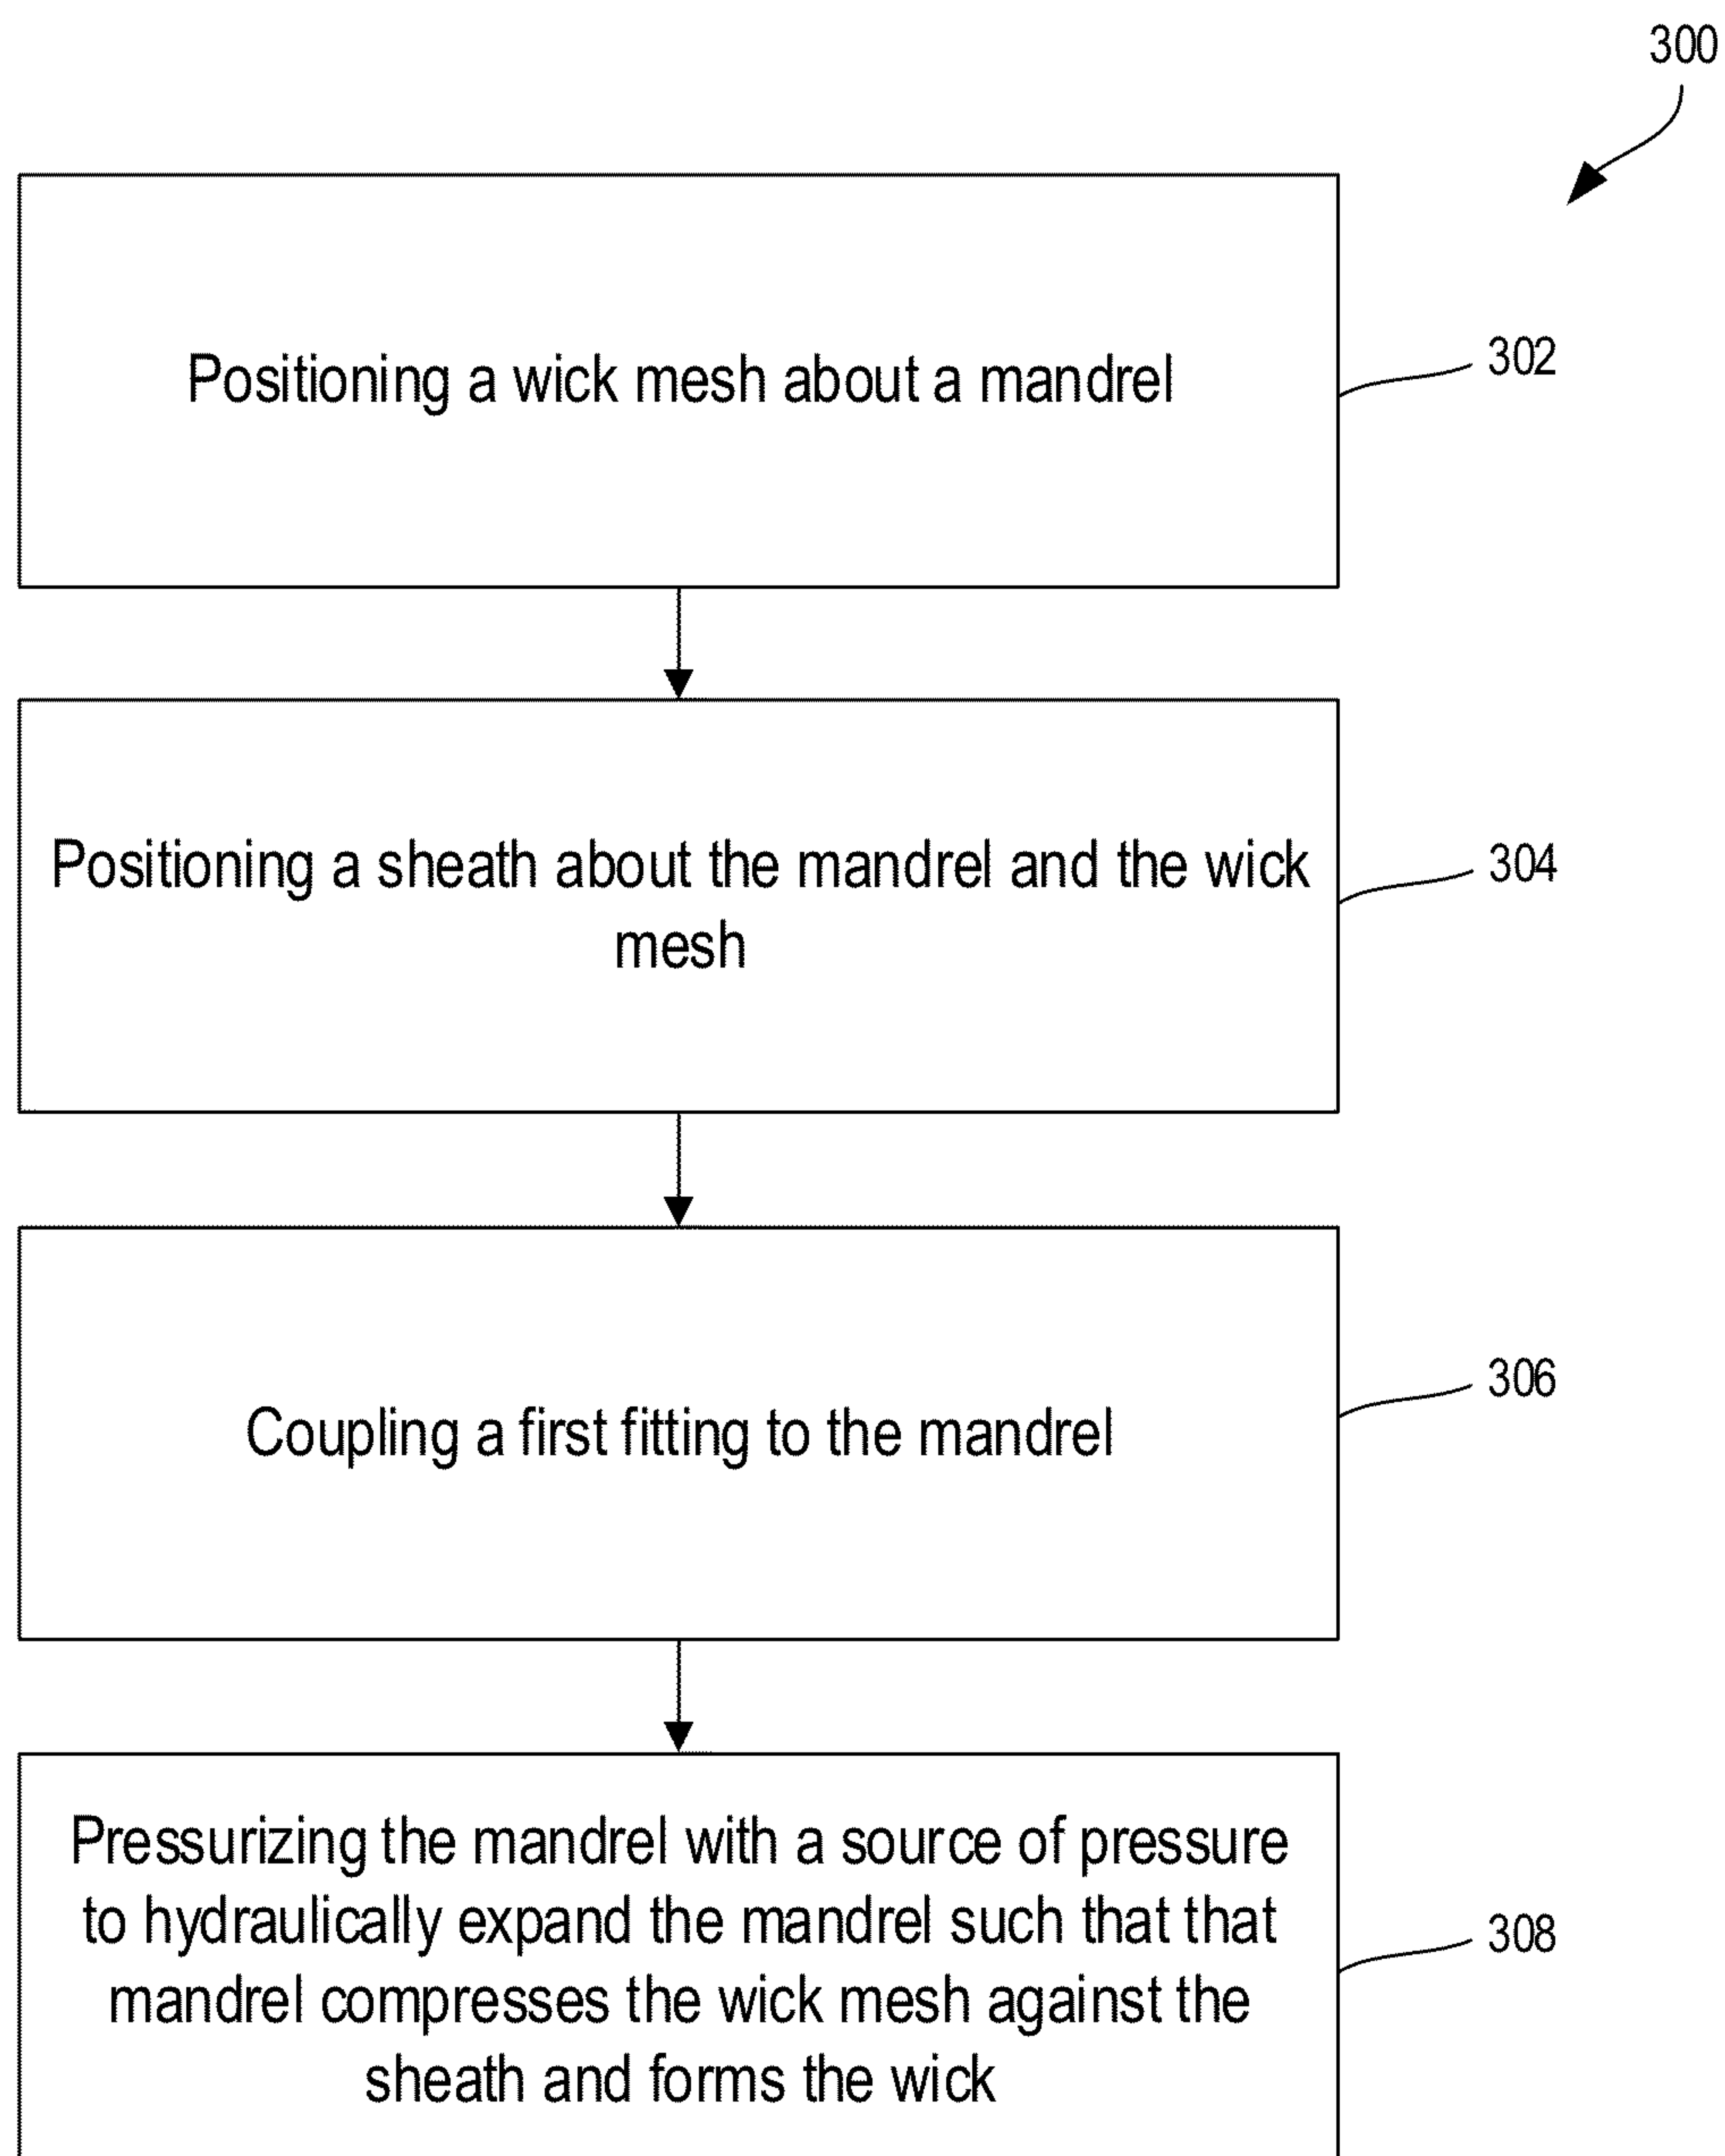 300
Positioning a wick mesh about a mandrel
302
Positioning a sheath about the mandrel and the wick
mesh
304
Coupling a first fitting to the mandrel
306
Pressurizing the mandrel with a source of pressure
to hydraulically expand the mandrel such that that
mandrel compresses the wick mesh against the
sheath and forms the wick
308